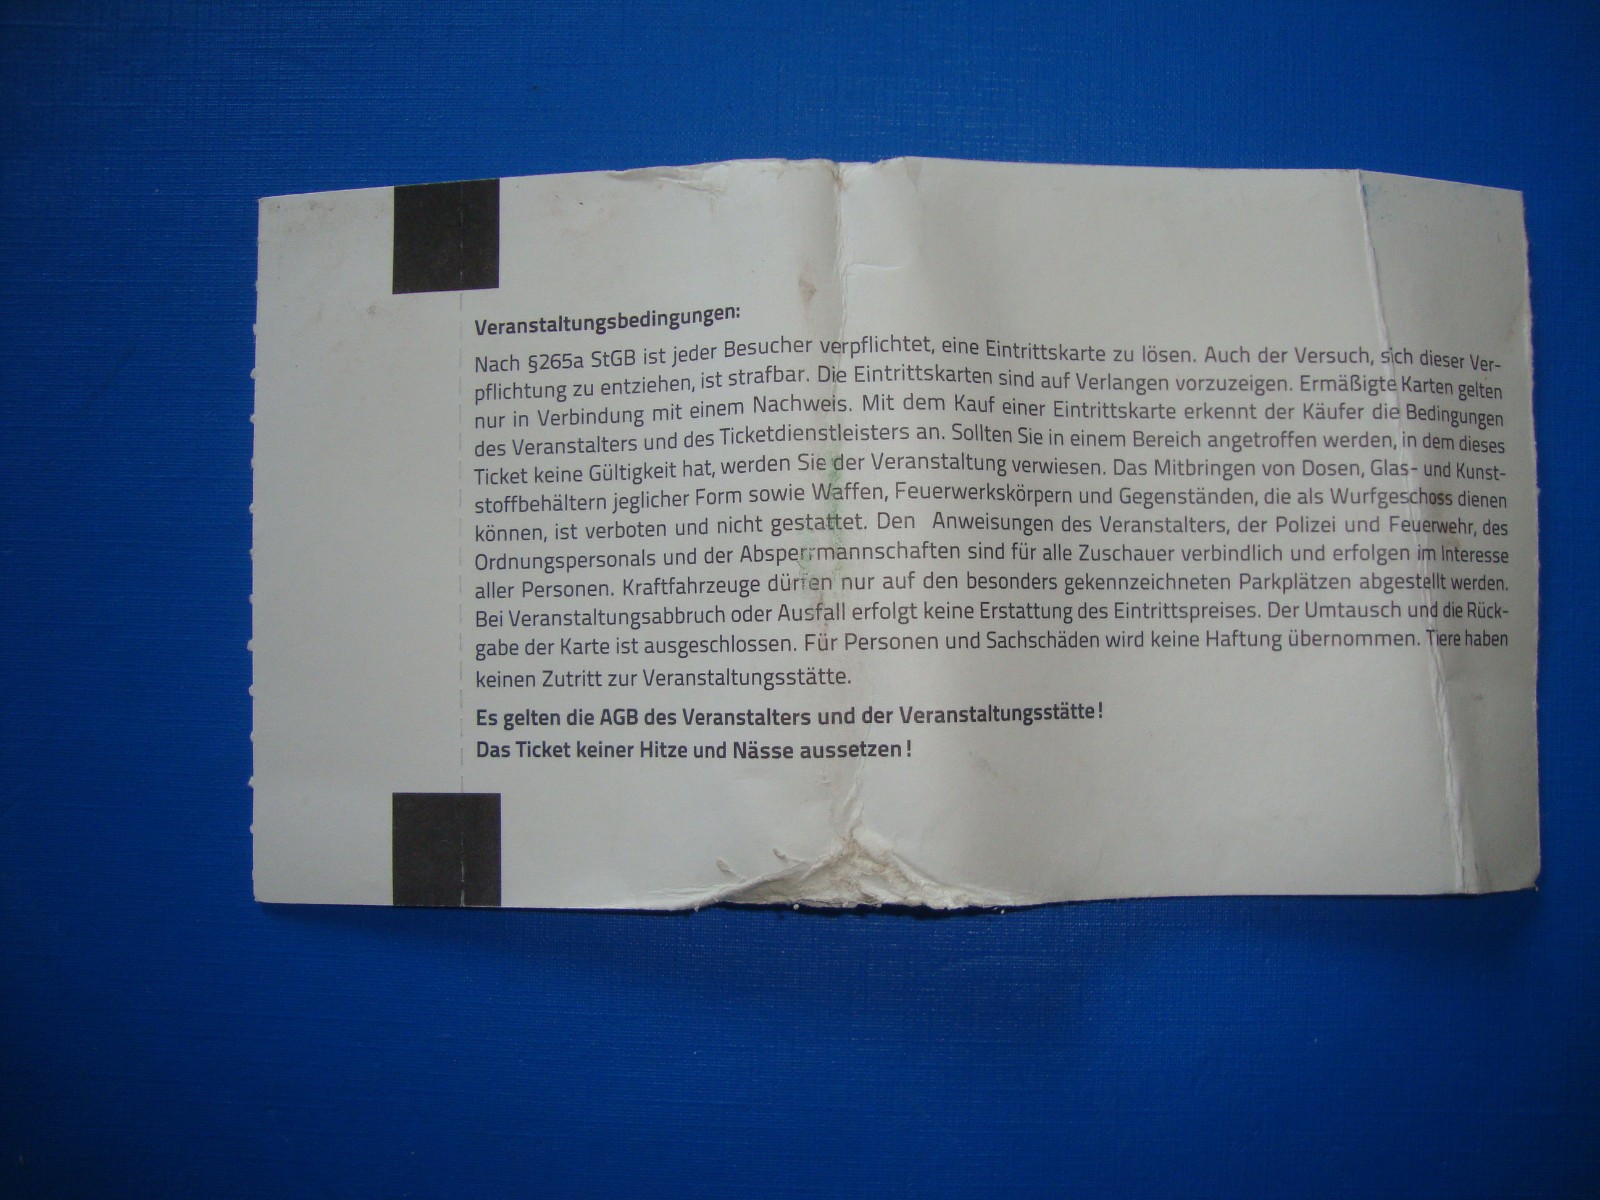 Veranstaltungsbedingungen:
Nach §265a StGB ist jeder Besucher verpflichtet, eine Eintrittskarte zu lösen. Auch der Versuch, sich dieser Ver-
pflichtung zu entziehen, ist strafbar. Die Eintrittskarten sind auf Verlangen vorzuzeigen. Ermäßigte Karten gelten
nur in Verbindung mit einem Nachweis. Mit dem Kauf einer Eintrittskarte erkennt der Käufer die Bedingungen
des Veranstalters und des Ticketdienstleisters an. Sollten Sie in einem Bereich angetroffen werden, in dem dieses
Ticket keine Gültigkeit hat, werden Sie der Veranstaltung verwiesen. Das Mitbringen von Dosen, Glas- und Kunst-
stoffbehältern jeglicher Form sowie Waffen, Feuerwerkskörpern und Gegenständen, die als Wurfgeschoss dienen
können, ist verboten und nicht gestattet. Den Anweisungen des Veranstalters, der Polizei und Feuerwehr, des
Ordnungspersonals und der Absperrmannschaften sind für alle Zuschauer verbindlich und erfolgen im Interesse
aller Personen. Kraftfahrzeuge dürfen nur auf den besonders gekennzeichneten Parkplätzen abgestellt werden.
Bei Veranstaltungsabbruch oder Ausfall erfolgt keine Erstattung des Eintrittspreises. Der Umtausch und die Rück-
gabe der Karte ist ausgeschlossen. Für Personen und Sachschäden wird keine Haftung übernommen. Tiere haben
keinen Zutritt zur Veranstaltungsstätte.
Es gelten die AGB des Veranstalters und der Veranstaltungsstätte!
Das Ticket keiner Hitze und Nässe aussetzen!